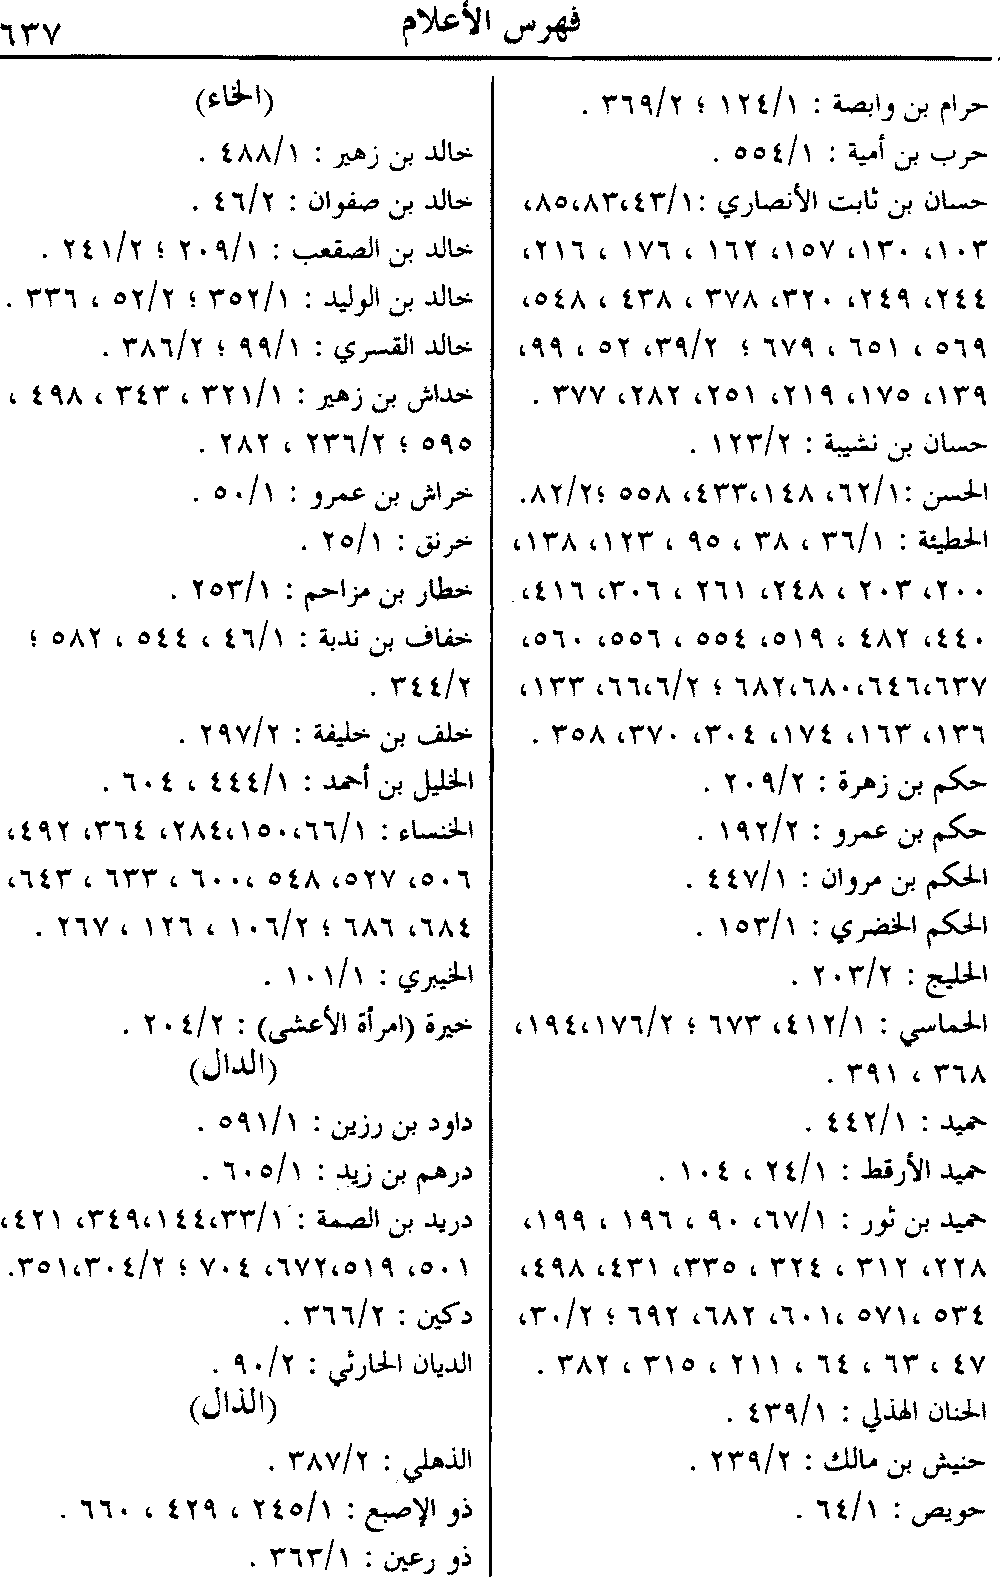 فهرس الأعلام
٦٣٧
حرام بن وابصة : ١/‏١٢٤ ؛ ٢/‏٣٦٩ .
حرب بن أمية : ١/‏٥٥٤ .
حسان بن ثابت الأنصاري :١/‏٤٣،‏٨٣،‏٨٥،
١٠٣، ١٣٠، ١٥٧، ١٦٢ ، ١٧٦ ، ٢١٦،
٢٤٤، ٢٤٩، ٣٢٠، ٣٧٨ ، ٤٣٨ ، ٥٤٨،
٥٦٩ ، ٦٥١ ، ٦٧٩ ؛ ٢/‏٣٩، ٥٢ ، ٩٩،
١٣٩، ١٧٥، ٢١٩، ٢٥١، ٢٨٢، ٣٧٧ .
حسان بن نشيبة : ٢/‏١٢٣ .
الحسن :١/‏٦٢، ١٤٨،‏٤٣٣، ٥٥٨ ؛٢/‏٨٢.
الحطيئة : ١/‏٣٦ ، ٣٨ ، ٩٥ ، ١٢٣، ١٣٨،
٢٠٠، ٢٠٣ ، ٢٤٨، ٢٦١ ، ٣٠٦، ٤١٦،
٤٤٠، ٤٨٢ ، ٥١٩، ٥٥٤ ، ٥٥٦، ٥٦٠،
٦٣٧،‏٦٤٦،‏٦٨٠،‏٦٨٢ ؛ ٢/‏٦،‏٦٦، ١٣٣،
١٣٦، ١٦٣، ١٧٤، ٣٠٤، ٣٧٠، ٣٥٨ .
حكم بن زهرة : ٢/‏٢٠٩ .
حكم بن عمرو : ٢/‏١٩٢ .
الحكم بن مروان : ١/‏٤٤٧ .
الحكم الخضري : ١/‏١٥٣ .
الحليج : ٢/‏٢٠٣ .
الحماسي : ١/‏٤١٢، ٦٧٣ ؛ ٢/‏١٧٦،‏١٩٤،
٣٦٨ ، ٣٩١ .
حميد : ١/‏٤٤٢ .
حميد الأرقط : ١/‏٢٤ ، ١٠٤ .
حميد بن ثور : ١/‏٦٧، ٩٠ ، ١٩٦ ، ١٩٩،
٢٢٨، ٣١٢ ، ٣٢٤ ، ٣٣٥، ٤٣١، ٤٩٨،
٥٣٤ ،٥٧١ ،٦٠١، ٦٨٢، ٦٩٢ ؛ ٢/‏٣٠،
٤٧ ، ٦٣ ، ٦٤ ، ٢١١ ، ٣١٥ ، ٣٨٢ .
الحنان الهذلي : ١/‏٤٣٩ .
حنيش بن مالك : ٢/‏٢٣٩ .
حويص : ١/‏٦٤ .
(الخاء)
خالد بن زهير : ١/‏٤٨٨ .
خالد بن صفوان : ٢/‏٤٦ .
خالد بن الصقعب : ١/‏٢٠٩ ؛ ٢/‏٢٤١ .
خالد بن الوليد : ١/‏٣٥٢ ؛ ٢/‏٥٢ ، ٣٣٦ .
خالد القسري : ١/‏٩٩ ؛ ٢/‏٣٨٦ .
خداش بن زهير : ١/‏٣٢١ ، ٣٤٣ ، ٤٩٨ ،
٥٩٥ ؛ ٢/‏٢٣٦ ، ٢٨٢ .
خراش بن عمرو : ١/‏٥٠ .
خرنق : ١/‏٢٥ .
خطار بن مزاحم : ١/‏٢٥٣ .
خفاف بن ندبة : ١/‏٤٦ ، ٥٤٤ ، ٥٨٢ ؛
٢/‏٣٤٤ .
خلف بن خليفة : ٢/‏٢٩٧ .
الخليل بن أحمد : ١/‏٤٤٤ ، ٦٠٤ .
الخنساء : ١/‏٦٦،‏١٥٠،‏٢٨٤، ٣٦٤، ٤٩٢،
٥٠٦، ٥٢٧، ٥٤٨ ،٦٠٠ ، ٦٣٣ ، ٦٤٣،
٦٨٤، ٦٨٦ ؛ ٢/‏١٠٦ ، ١٢٦ ، ٢٦٧ .
الخيبري : ١/‏١٠١ .
خيرة (امرأة الأعشى) : ٢/‏٢٠٤ .
(الدال)
داود بن رزين : ١/‏٥٩١ .
درهم بن زيد : ١/‏٦٠٥ .
دريد بن الصمة : ١/‏٣٣،‏١٤٤،‏٣٤٩، ٤٢١،
٥٠١، ٥١٩،‏٦٧٢، ٧٠٤ ؛ ٢/‏٣٠٤،‏٣٥١.
دكين : ٢/‏٣٦٦ .
الديان الحارثي : ٢/‏٩٠ .
(الذال)
الذهلي : ٢/‏٣٨٧ .
ذو الإصبع : ١/‏٢٤٥ ، ٤٢٩ ، ٦٦٠ .
ذو رعين : ١/‏٣٦٣ .